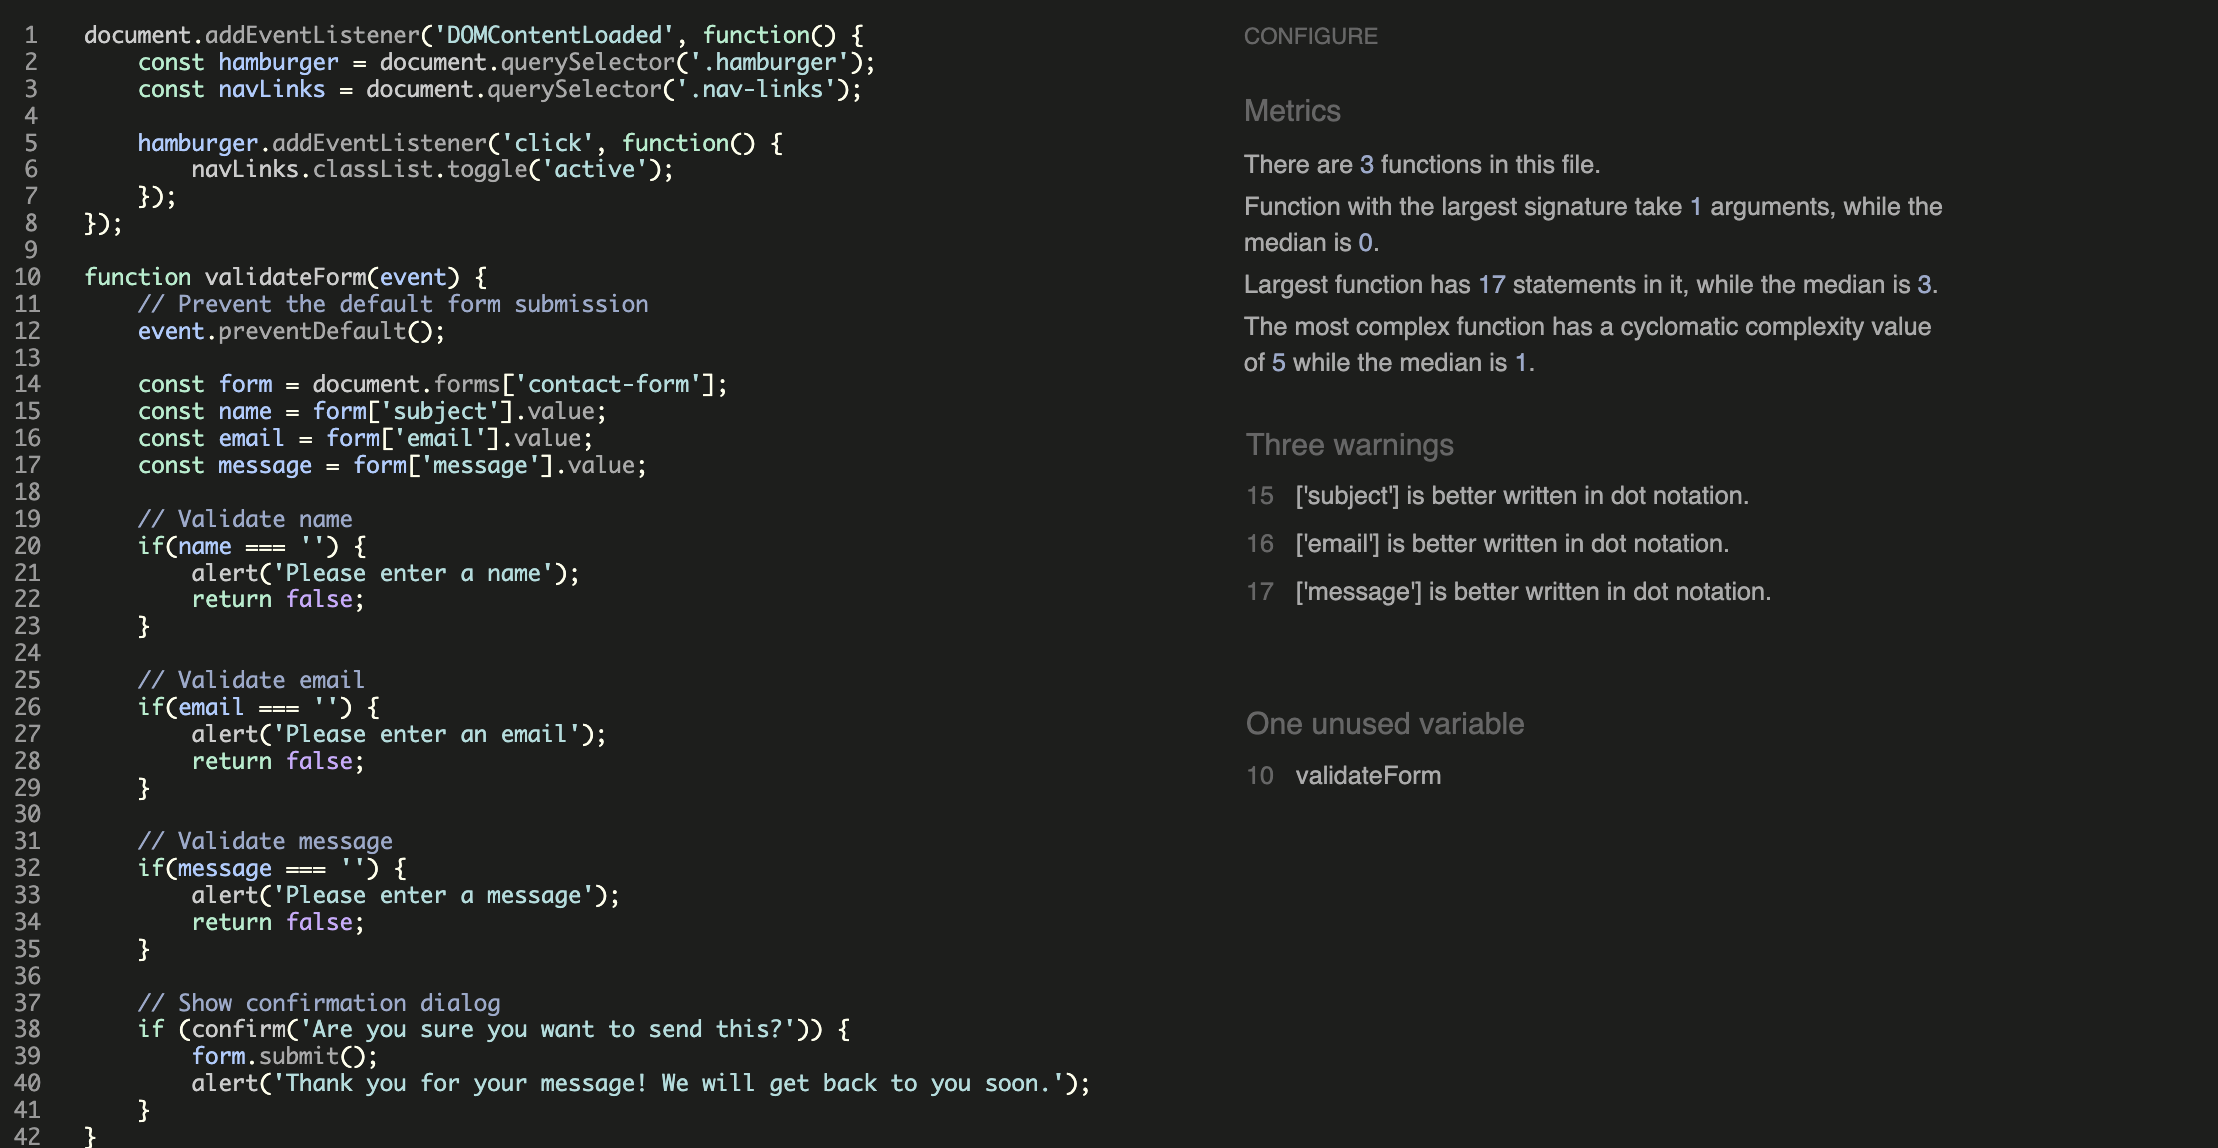 1 document.addEventListener('DOMContentLoaded', function() {
2     const hamburger = document.querySelector('.hamburger');
3     const navLinks = document.querySelector('.nav-links');
4
5     hamburger.addEventListener('click', function() {
6         navLinks.classList.toggle('active');
7     });
8 });
9
10 function validateForm(event) {
11     // Prevent the default form submission
12     event.preventDefault();
13
14     const form = document.forms['contact-form'];
15     const name = form['subject'].value;
16     const email = form['email'].value;
17     const message = form['message'].value;
18
19     // Validate name
20     if(name === '') {
21         alert('Please enter a name');
22         return false;
23     }
24
25     // Validate email
26     if(email === '') {
27         alert('Please enter an email');
28         return false;
29     }
30
31     // Validate message
32     if(message === '') {
33         alert('Please enter a message');
34         return false;
35     }
36
37     // Show confirmation dialog
38     if (confirm('Are you sure you want to send this?')) {
39         form.submit();
40         alert('Thank you for your message! We will get back to you soon.');
41     }
42 }
CONFIGURE
Metrics
There are 3 functions in this file.
Function with the largest signature take 1 arguments, while the
median is 0.
Largest function has 17 statements in it, while the median is 3.
The most complex function has a cyclomatic complexity value
of 5 while the median is 1.
Three warnings
15 ['subject'] is better written in dot notation.
16 ['email'] is better written in dot notation.
17 ['message'] is better written in dot notation.
One unused variable
10 validateForm